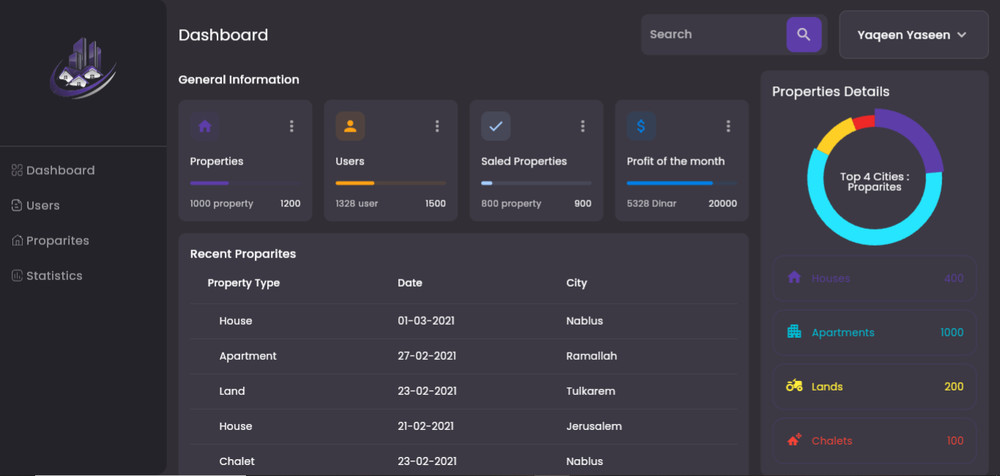 Dashboard
Search
Yaqeen Yaseen
Dashboard
Users
Proparites
Statistics
General Information
Properties
1000 property 1200
Users
1328 user 1500
Saled Properties
800 property 900
Profit of the month
5328 Dinar 20000
Recent Proparites
Property Type Date City
House 01-03-2021 Nablus
Apartment 27-02-2021 Ramallah
Land 23-02-2021 Tulkarem
House 21-02-2021 Jerusalem
Chalet 23-02-2021 Nablus
Properties Details
Top 4 Cities :
Proparites
Houses 400
Apartments 1000
Lands 200
Chalets 100